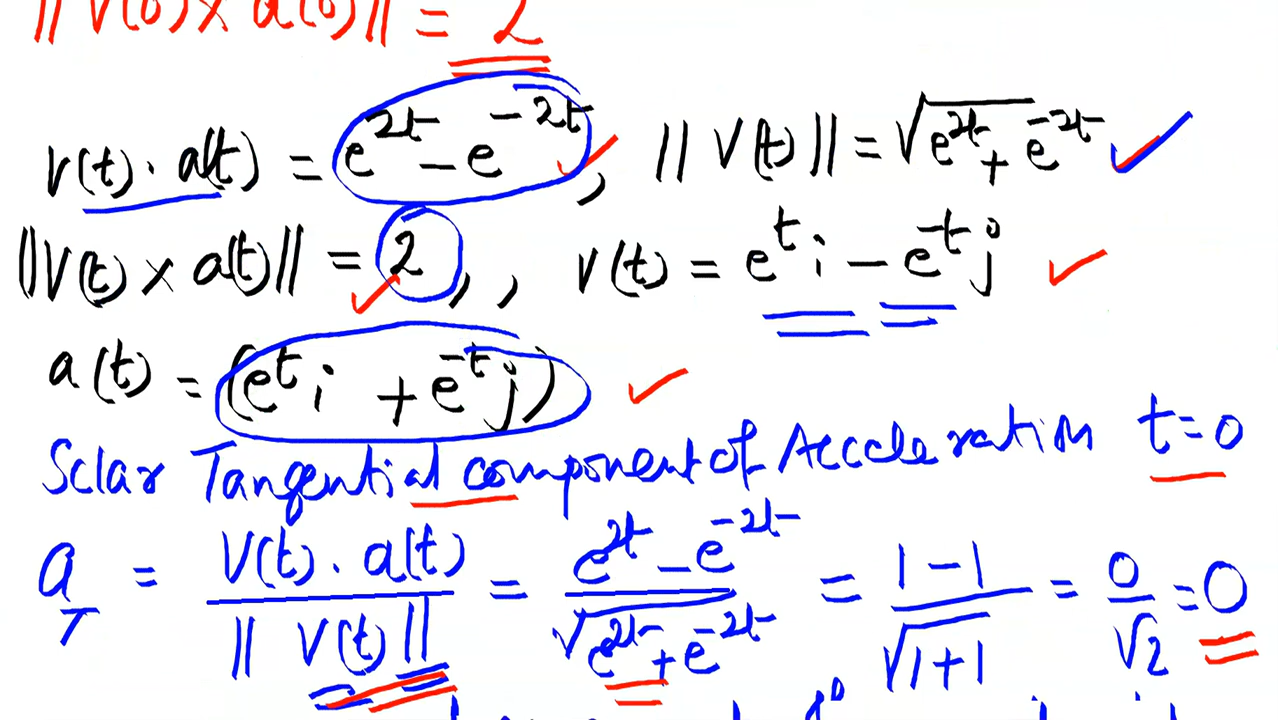 ||V(0) × a(0)|| = 2
v(t) · a(t) = e^{2t} - e^{-2t}, || V(t) || = √(e^{2t} + e^{-2t})
||V(t) × a(t)|| = 2, , v(t) = e^t i - e^{-t} j
a(t) = (e^t i + e^{-t} j)
Sclar Tangential component of Acceleration t=0
a_T = V(t) · a(t) / || V(t) || = e^{2t} - e^{-2t} / √(e^{2t} + e^{-2t}) = 1-1 / √(1+1) = 0/√2 = 0